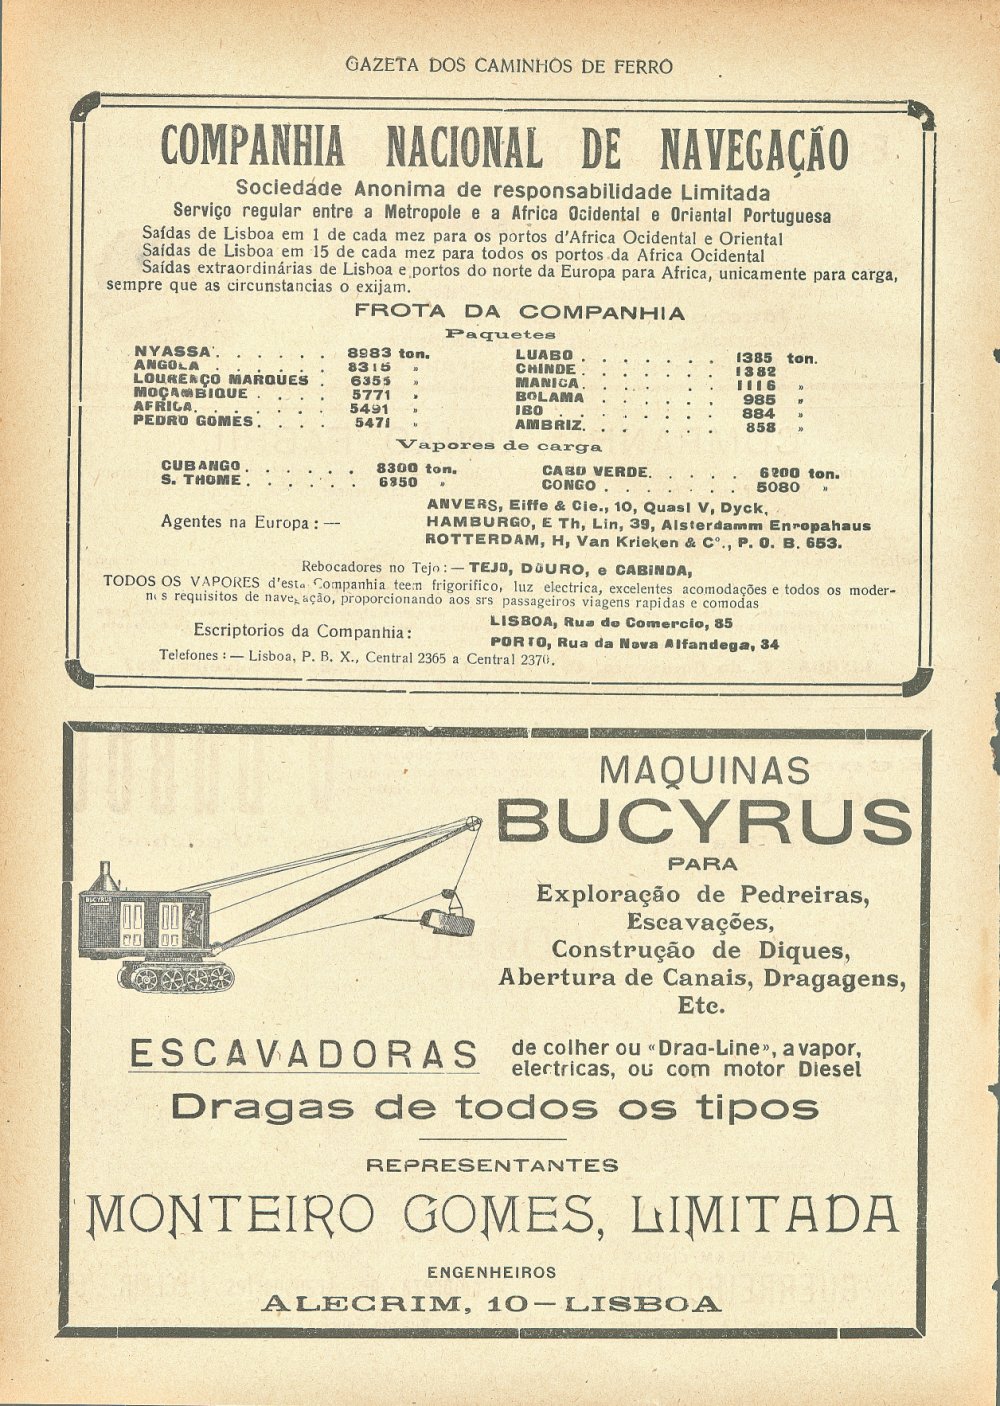 GAZETA DOS CAMINHOS DE FERRO
COMPANHIA NACIONAL DE NAVEGAÇÃO
Sociedade Anonima de responsabilidade Limitada
Serviço regular entre a Metropole e a Africa Ocidental e Oriental Portuguesa
Saídas de Lisboa em 1 de cada mez para os portos d'Africa Ocidental e Oriental
Saídas de Lisboa em 15 de cada mez para todos os portos da Africa Ocidental
Saídas extraordinárias de Lisboa e portos do norte da Europa para Africa, unicamente para carga,
sempre que as circunstancias o exijam.
FROTA DA COMPANHIA
Paquetes
NYASSA . . . . . . 8983 ton.
ANGOLA . . . . . . 8315 »
LOURENÇO MARQUES . 6355 »
MOÇAMBIQUE . . . . 5771 »
AFRICA. . . . . . . 5491 »
PEDRO GOMES. . . . 5471 »
LUABO . . . . . . . 1385 ton.
CHINDE . . . . . . . 1382 »
MANICA. . . . . . . 1116 »
BOLAMA . . . . . . 985 »
IBO . . . . . . . . 884 »
AMBRIZ. . . . . . . 858 »
Vapores de carga
CUBANGO . . . . . . 8300 ton.
S. THOME . . . . . . 6350 »
CABO VERDE. . . . . 6200 ton.
CONGO . . . . . . . 5080 »
Agentes na Europa : —
ANVERS, Eiffe & Cie., 10, Quasi V, Dyck,
HAMBURGO, E Th, Lin, 39, Alsterdamm Enropahaus
ROTTERDAM, H, Van Krieken & C°., P. O. B. 653.
Rebocadores no Tejo : — TEJO, DOURO, e CABINDA,
TODOS OS VAPORES d'esta Companhia teem frigorifico, luz electrica, excelentes acomodações e todos os moder-
nos requisitos de navegação, proporcionando aos srs passageiros viagens rapidas e comodas
Escriptorios da Companhia:
LISBOA, Rua do Comercio, 85
PORTO, Rua da Nova Alfandega, 34
Telefones : — Lisboa, P. B. X., Central 2365 a Central 2370.
MAQUINAS
BUCYRUS
PARA
Exploração de Pedreiras,
Escavações,
Construção de Diques,
Abertura de Canais, Dragagens,
Etc.
BUCYRUS
ESCAVADORAS
de colher ou «Drag-Line», a vapor,
electricas, ou com motor Diesel
Dragas de todos os tipos
REPRESENTANTES
MONTEIRO GOMES, LIMITADA
ENGENHEIROS
ALECRIM, 10 — LISBOA